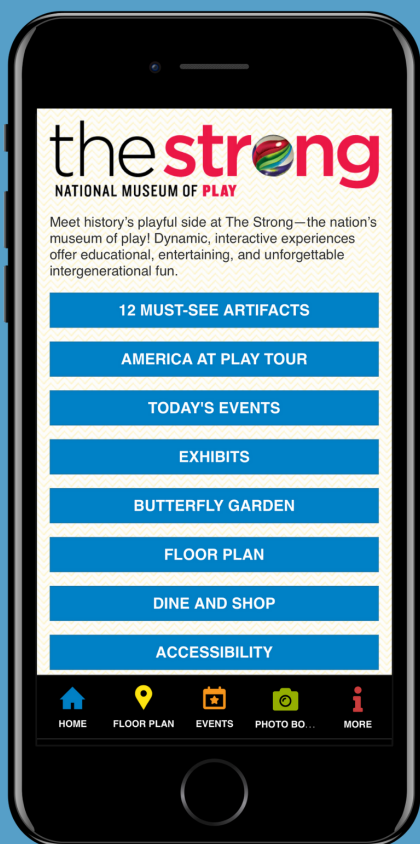 the strong
NATIONAL MUSEUM OF PLAY
Meet history's playful side at The Strong—the nation's
museum of play! Dynamic, interactive experiences
offer educational, entertaining, and unforgettable
intergenerational fun.
12 MUST-SEE ARTIFACTS
AMERICA AT PLAY TOUR
TODAY'S EVENTS
EXHIBITS
BUTTERFLY GARDEN
FLOOR PLAN
DINE AND SHOP
ACCESSIBILITY
HOME FLOOR PLAN EVENTS PHOTO BO... MORE